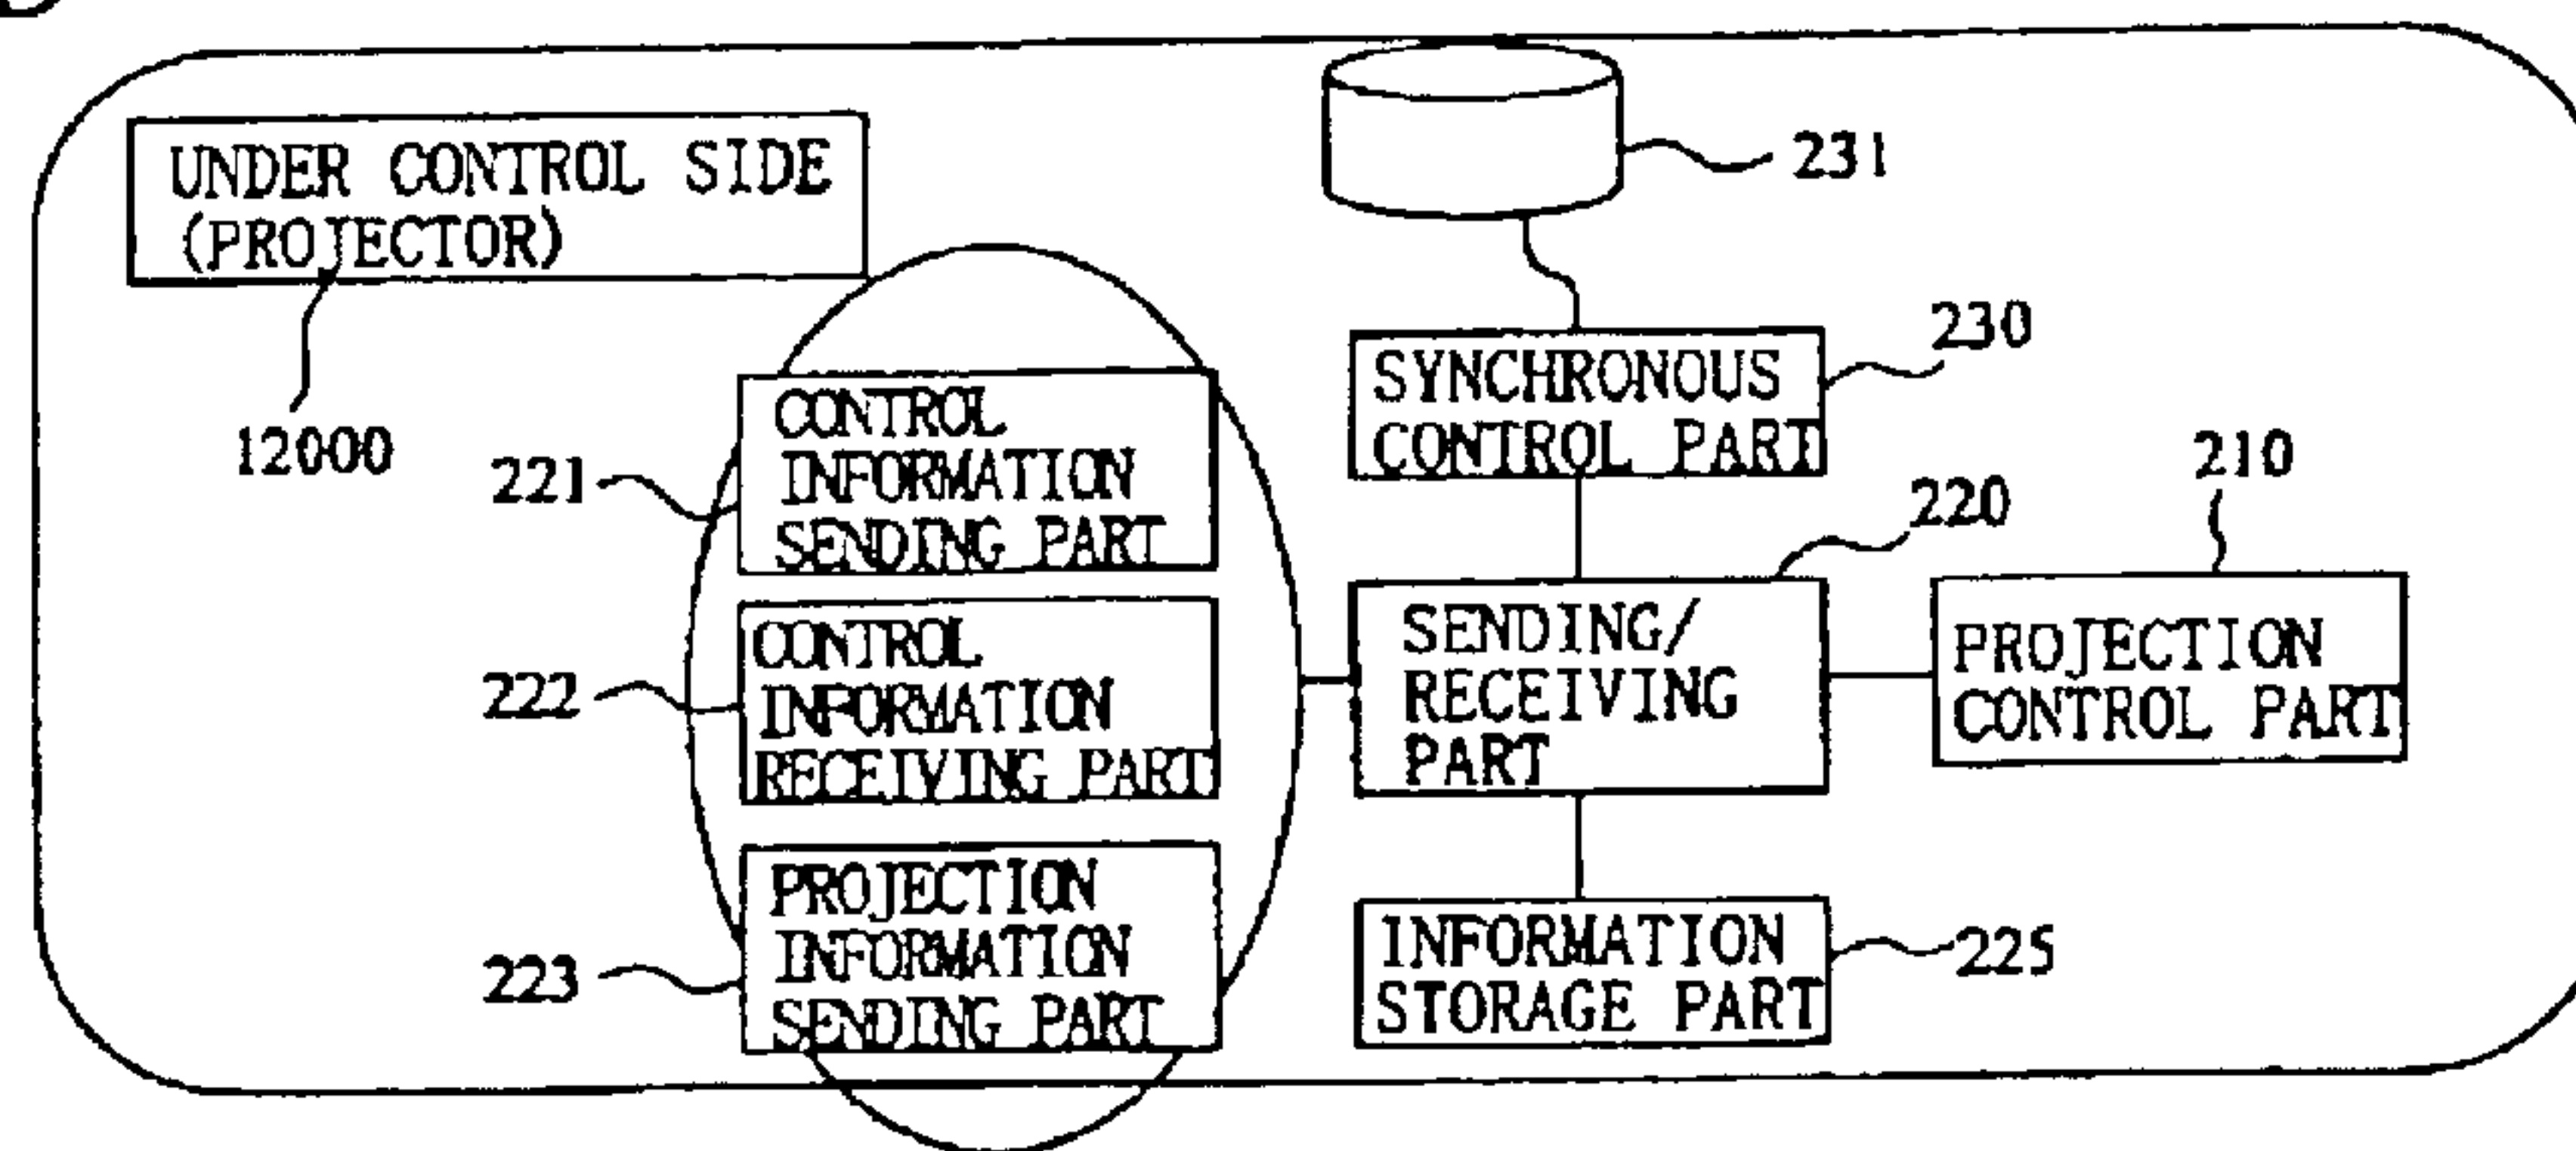 UNDER CONTROL SIDE
(PROJECTOR)
12000
231
230
SYNCHRONOUS
CONTROL PART
221
CONTROL
INFORMATION
SENDING PART
222
CONTROL
INFORMATION
RECEIVING PART
223
PROJECTION
INFORMATION
SENDING PART
220
SENDING/
RECEIVING
PART
210
PROJECTION
CONTROL PART
INFORMATION
STORAGE PART
225